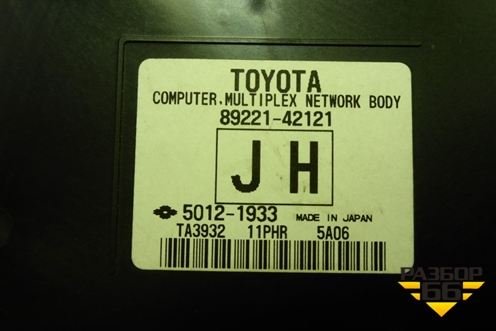 TOYOTA
COMPUTER, MULTIPLEX NETWORK BODY
89221-42121
JH
5012-1933 MADE IN JAPAN
TA3932 11PHR 5A06
РАЗБОР
66